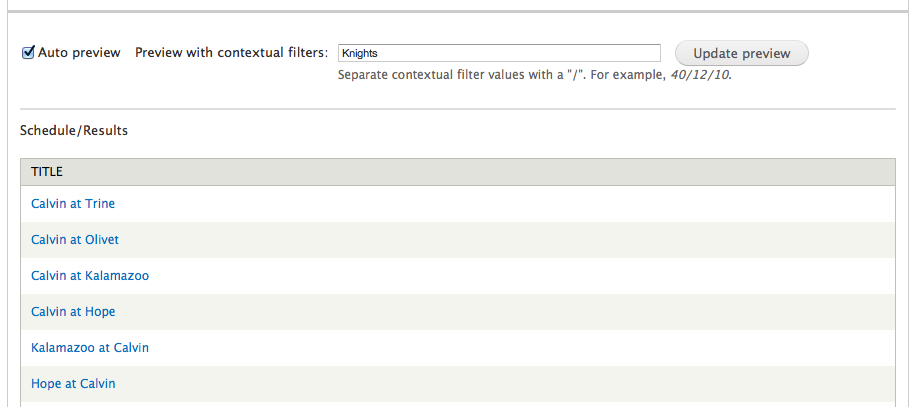 Auto preview Preview with contextual filters: Knights Update preview
Separate contextual filter values with a "/". For example, 40/12/10.
Schedule/Results
TITLE
Calvin at Trine
Calvin at Olivet
Calvin at Kalamazoo
Calvin at Hope
Kalamazoo at Calvin
Hope at Calvin